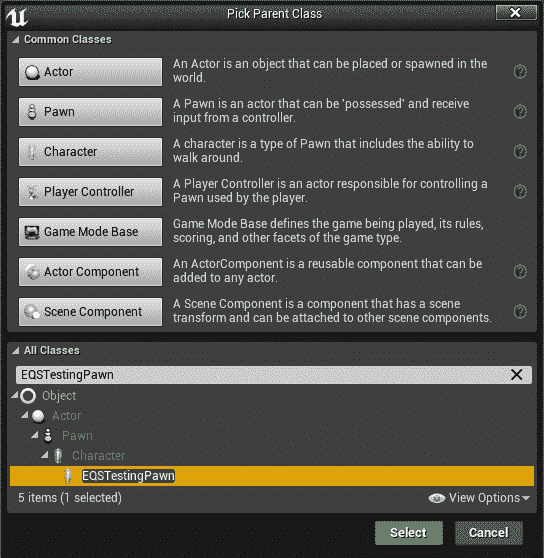 Pick Parent Class
Common Classes
Actor
An Actor is an object that can be placed or spawned in the
world.
Pawn
A Pawn is an actor that can be 'possessed' and receive
input from a controller.
Character
A character is a type of Pawn that includes the ability to
walk around.
Player Controller
A Player Controller is an actor responsible for controlling a
Pawn used by the player.
Game Mode Base
Game Mode Base defines the game being played, its rules,
scoring, and other facets of the game type.
Actor Component
An ActorComponent is a reusable component that can be
added to any actor.
Scene Component
A Scene Component is a component that has a scene
transform and can be attached to other scene components.
All Classes
EQSTestingPawn
Object
Actor
Pawn
Character
EQSTestingPawn
5 items (1 selected)
View Options
Select
Cancel